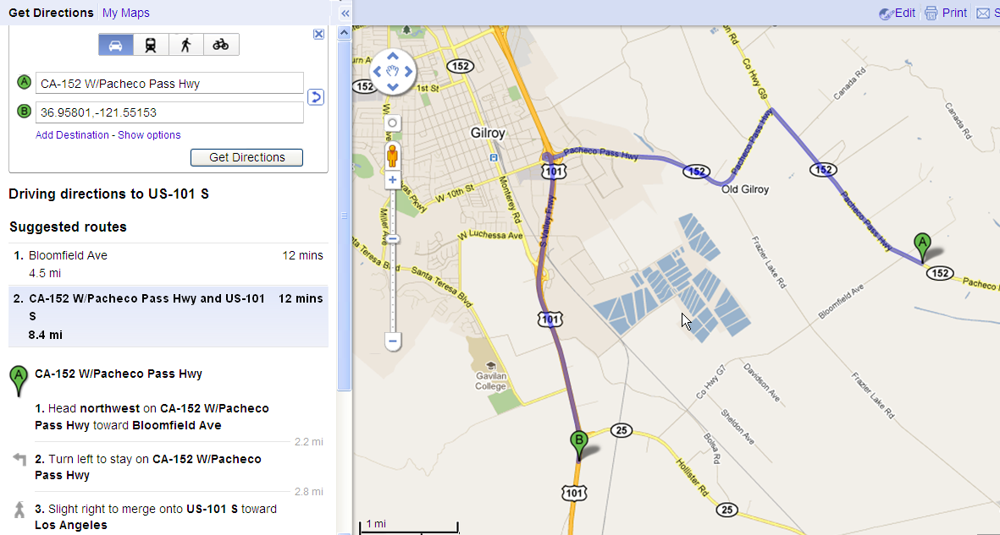 Get Directions My Maps
«
Edit Print
A CA-152 W/Pacheco Pass Hwy
B 36.95801,-121.55153
Add Destination - Show options
Get Directions
Driving directions to US-101 S
Suggested routes
1. Bloomfield Ave 12 mins
4.5 mi
2. CA-152 W/Pacheco Pass Hwy and US-101 12 mins
S
8.4 mi
A CA-152 W/Pacheco Pass Hwy
1. Head northwest on CA-152 W/Pacheco
Pass Hwy toward Bloomfield Ave
2.2 mi
2. Turn left to stay on CA-152 W/Pacheco
Pass Hwy
2.8 mi
3. Slight right to merge onto US-101 S toward
Los Angeles
152
152
1st St
Gilroy
Co Hwy G9
Canada Rd
Canada Rd
Pacheco Pass Hwy
Pacheco Pass Hwy
152
152
101
Old Gilroy
W 10th St
Monterey Rd
S Valley Frwy
Miller Ave
W Luchessa Ave
Santa Teresa Blvd
Pacheco Pass Hwy
A
152
Frazier Lake Rd
Bloomfield Ave
101
Gavilan
College
Co Hwy G7
Davidson Ave
Frazier Lake Rd
Sheldon Ave
Bolsa Rd
B
25
Hollister Rd
101
25
1 mi